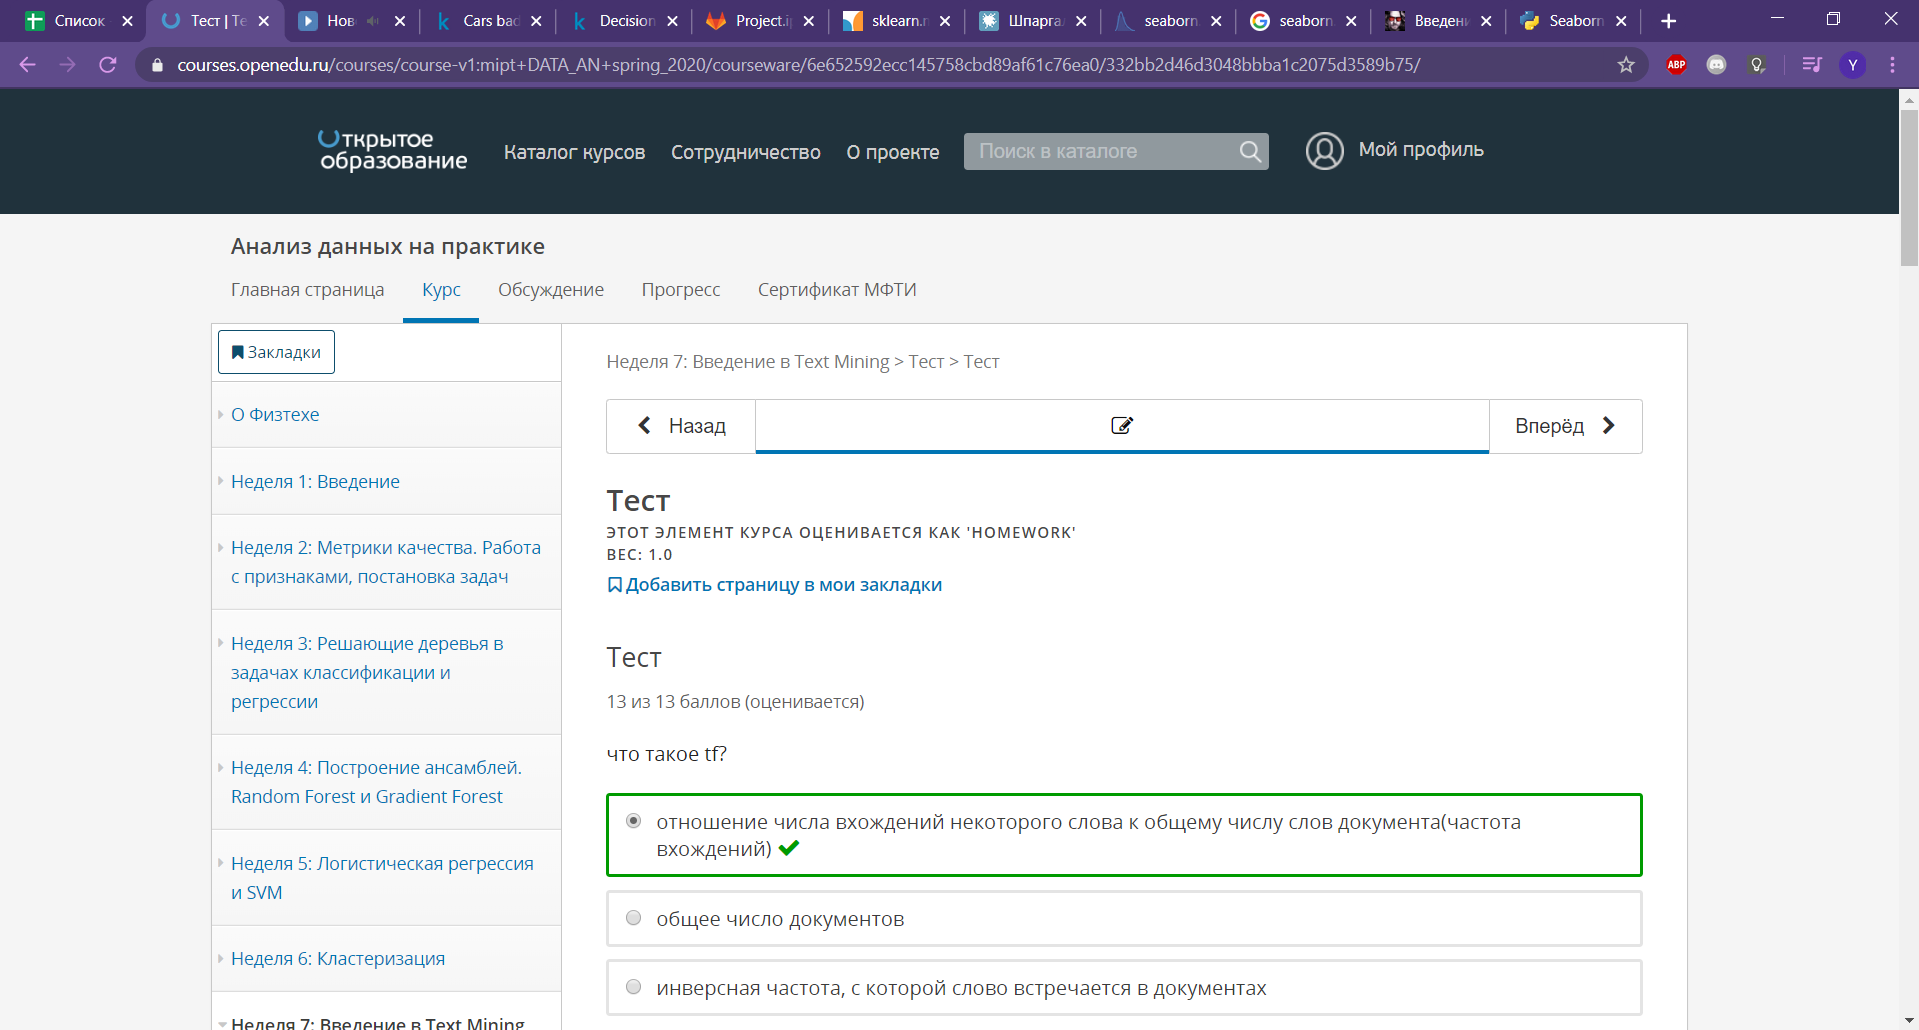 Список
Тест | Те
Нов
Cars bad
Decision
Project.i
sklearn.
Шпарга
seaborn
seaborn
Введени
Seaborn
courses.openedu.ru/courses/course-v1:mipt+DATA_AN+spring_2020/courseware/6e652592ecc145758cbd89af61c76ea0/332bb2d46d3048bbba1c2075d3589b75/
ABP
Y
Открытое
образование
Каталог курсов
Сотрудничество
О проекте
Поиск в каталоге
Мой профиль
Анализ данных на практике
Главная страница
Курс
Обсуждение
Прогресс
Сертификат МФТИ
Закладки
О Физтехе
Неделя 1: Введение
Неделя 2: Метрики качества. Работа
с признаками, постановка задач
Неделя 3: Решающие деревья в
задачах классификации и
регрессии
Неделя 4: Построение ансамблей.
Random Forest и Gradient Forest
Неделя 5: Логистическая регрессия
и SVM
Неделя 6: Кластеризация
Неделя 7: Введение в Text Mining
Неделя 7: Введение в Text Mining > Тест > Тест
Назад
Вперёд
Тест
ЭТОТ ЭЛЕМЕНТ КУРСА ОЦЕНИВАЕТСЯ КАК 'HOMEWORK'
ВЕС: 1.0
Добавить страницу в мои закладки
Тест
13 из 13 баллов (оценивается)
что такое tf?
отношение числа вхождений некоторого слова к общему числу слов документа(частота
вхождений)
общее число документов
инверсная частота, с которой слово встречается в документах